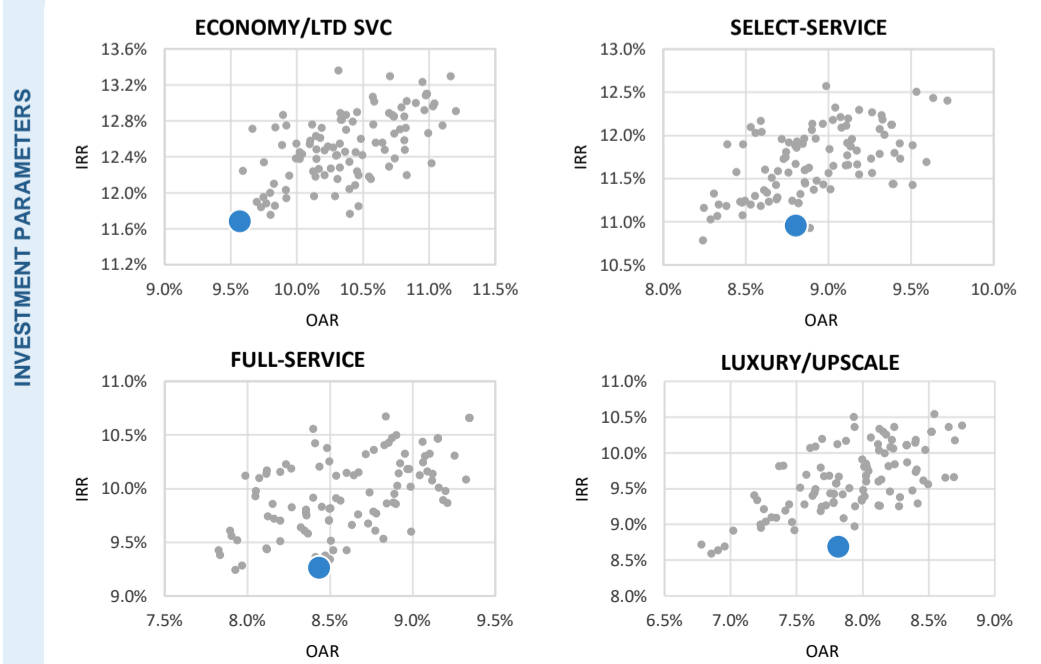 INVESTMENT PARAMETERS
ECONOMY/LTD SVC
13.6%
13.2%
12.8%
12.4%
12.0%
11.6%
11.2%
IRR
9.0% 9.5% 10.0% 10.5% 11.0% 11.5%
OAR
SELECT-SERVICE
13.0%
12.5%
12.0%
11.5%
11.0%
10.5%
IRR
8.0% 8.5% 9.0% 9.5% 10.0%
OAR
FULL-SERVICE
11.0%
10.5%
10.0%
9.5%
9.0%
IRR
7.5% 8.0% 8.5% 9.0% 9.5%
OAR
LUXURY/UPSCALE
11.0%
10.5%
10.0%
9.5%
9.0%
8.5%
8.0%
IRR
6.5% 7.0% 7.5% 8.0% 8.5% 9.0%
OAR